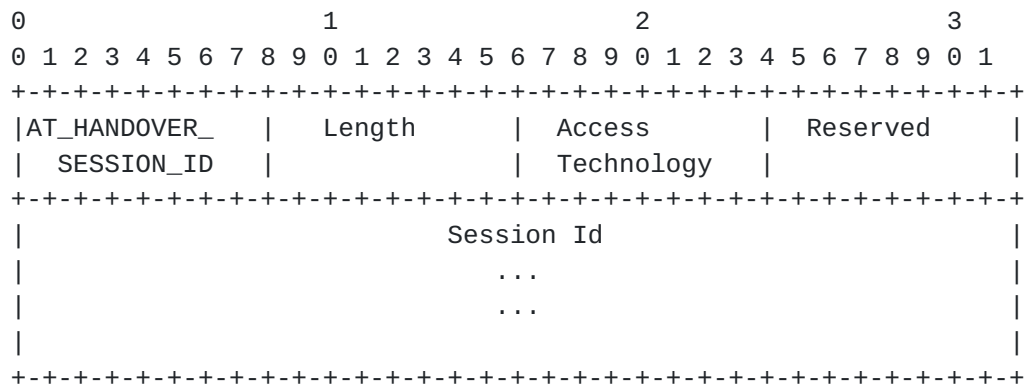 0                   1                   2                   3
0 1 2 3 4 5 6 7 8 9 0 1 2 3 4 5 6 7 8 9 0 1 2 3 4 5 6 7 8 9 0 1
+-+-+-+-+-+-+-+-+-+-+-+-+-+-+-+-+-+-+-+-+-+-+-+-+-+-+-+-+-+-+-+-+
|AT_HANDOVER_   |   Length      |  Access       |  Reserved     |
|  SESSION_ID   |               |  Technology   |               |
+-+-+-+-+-+-+-+-+-+-+-+-+-+-+-+-+-+-+-+-+-+-+-+-+-+-+-+-+-+-+-+-+
|                           Session Id                          |
|                              ...                              |
|                              ...                              |
|                                                               |
+-+-+-+-+-+-+-+-+-+-+-+-+-+-+-+-+-+-+-+-+-+-+-+-+-+-+-+-+-+-+-+-+